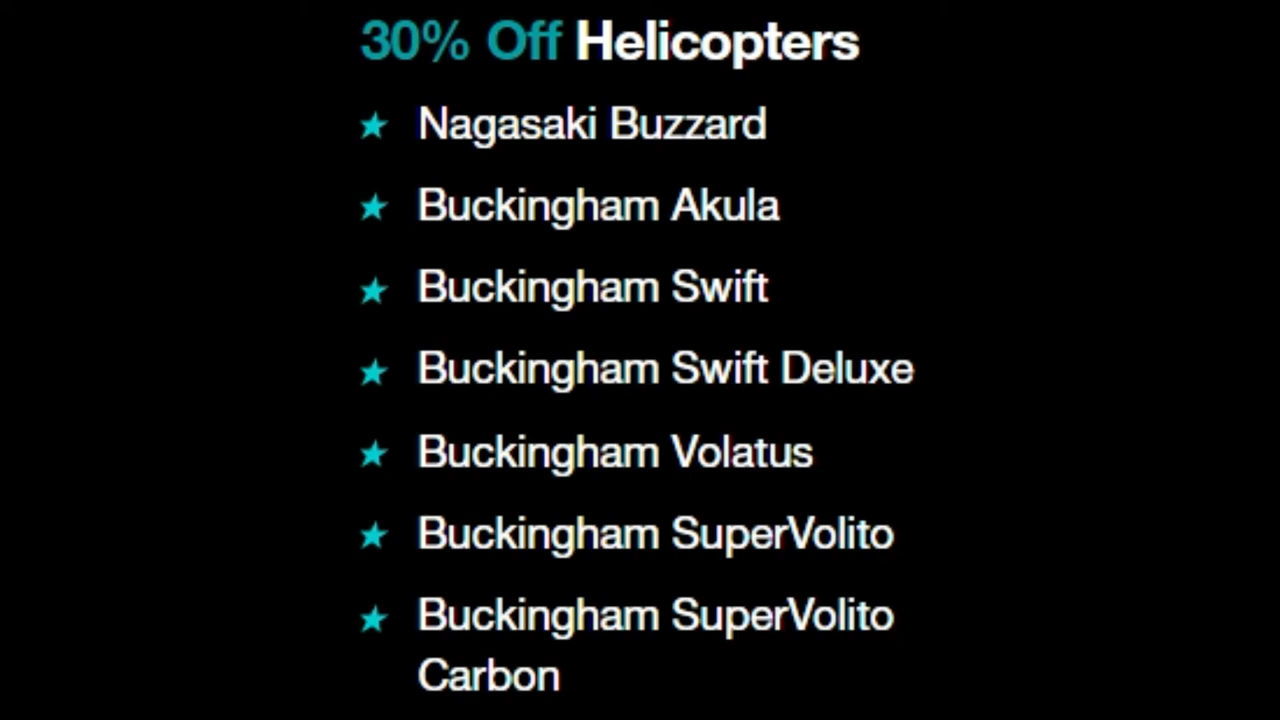 30% Off Helicopters
★ Nagasaki Buzzard
★ Buckingham Akula
★ Buckingham Swift
★ Buckingham Swift Deluxe
★ Buckingham Volatus
★ Buckingham SuperVolito
★ Buckingham SuperVolito
Carbon